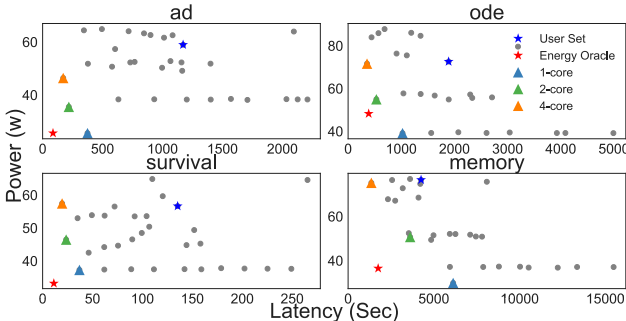 ad
ode
60
40
0
500
1000
1500
2000
80
60
40
0
1000
2000
3000
4000
5000
User Set
Energy Oracle
1-core
2-core
4-core
Power (w)
survival
memory
60
50
40
0
50
100
150
200
250
75
50
0
5000
10000
15000
Latency (Sec)